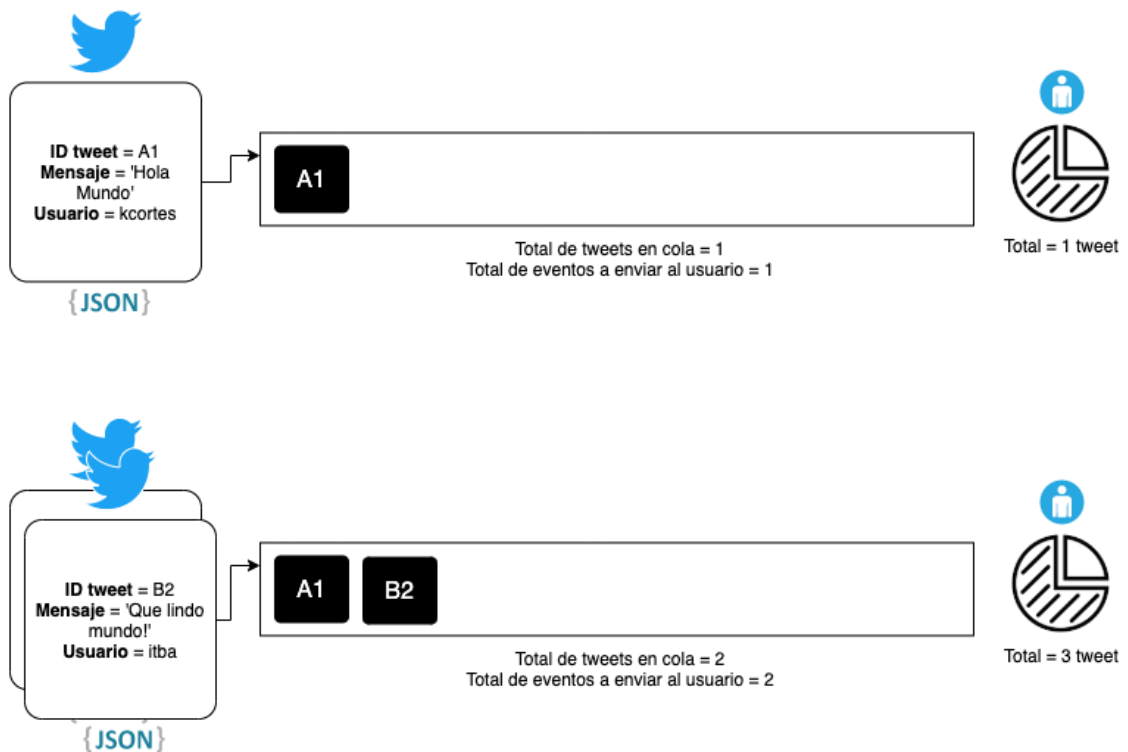 ID tweet = A1
Mensaje = 'Hola
Mundo'
Usuario = kcortes
{JSON}
A1
Total de tweets en cola = 1
Total de eventos a enviar al usuario = 1
Total = 1 tweet
ID tweet = B2
Mensaje = 'Que lindo
mundo!'
Usuario = itba
{JSON}
A1
B2
Total de tweets en cola = 2
Total de eventos a enviar al usuario = 2
Total = 3 tweet